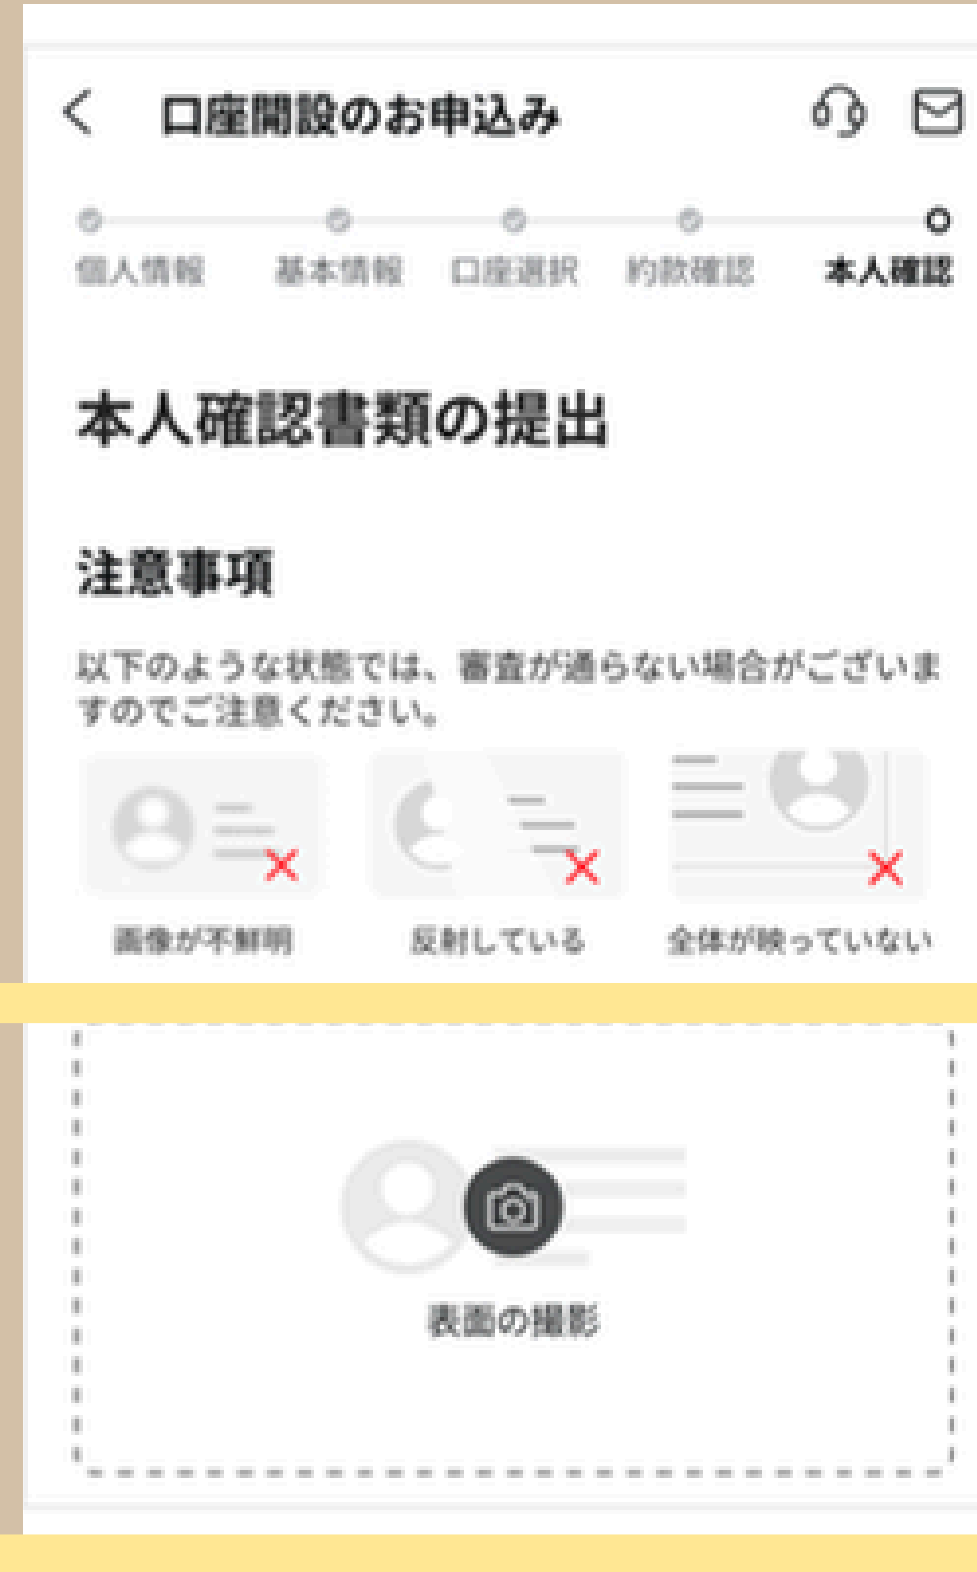 口座開設のお申込み
個人情報 基本情報 口座選択 約款確認 本人確認
本人確認書類の提出
注意事項
以下のような状態では、審査が通らない場合がございま
すのでご注意ください。
画像が不鮮明 反射している 全体が映っていない
表面の撮影